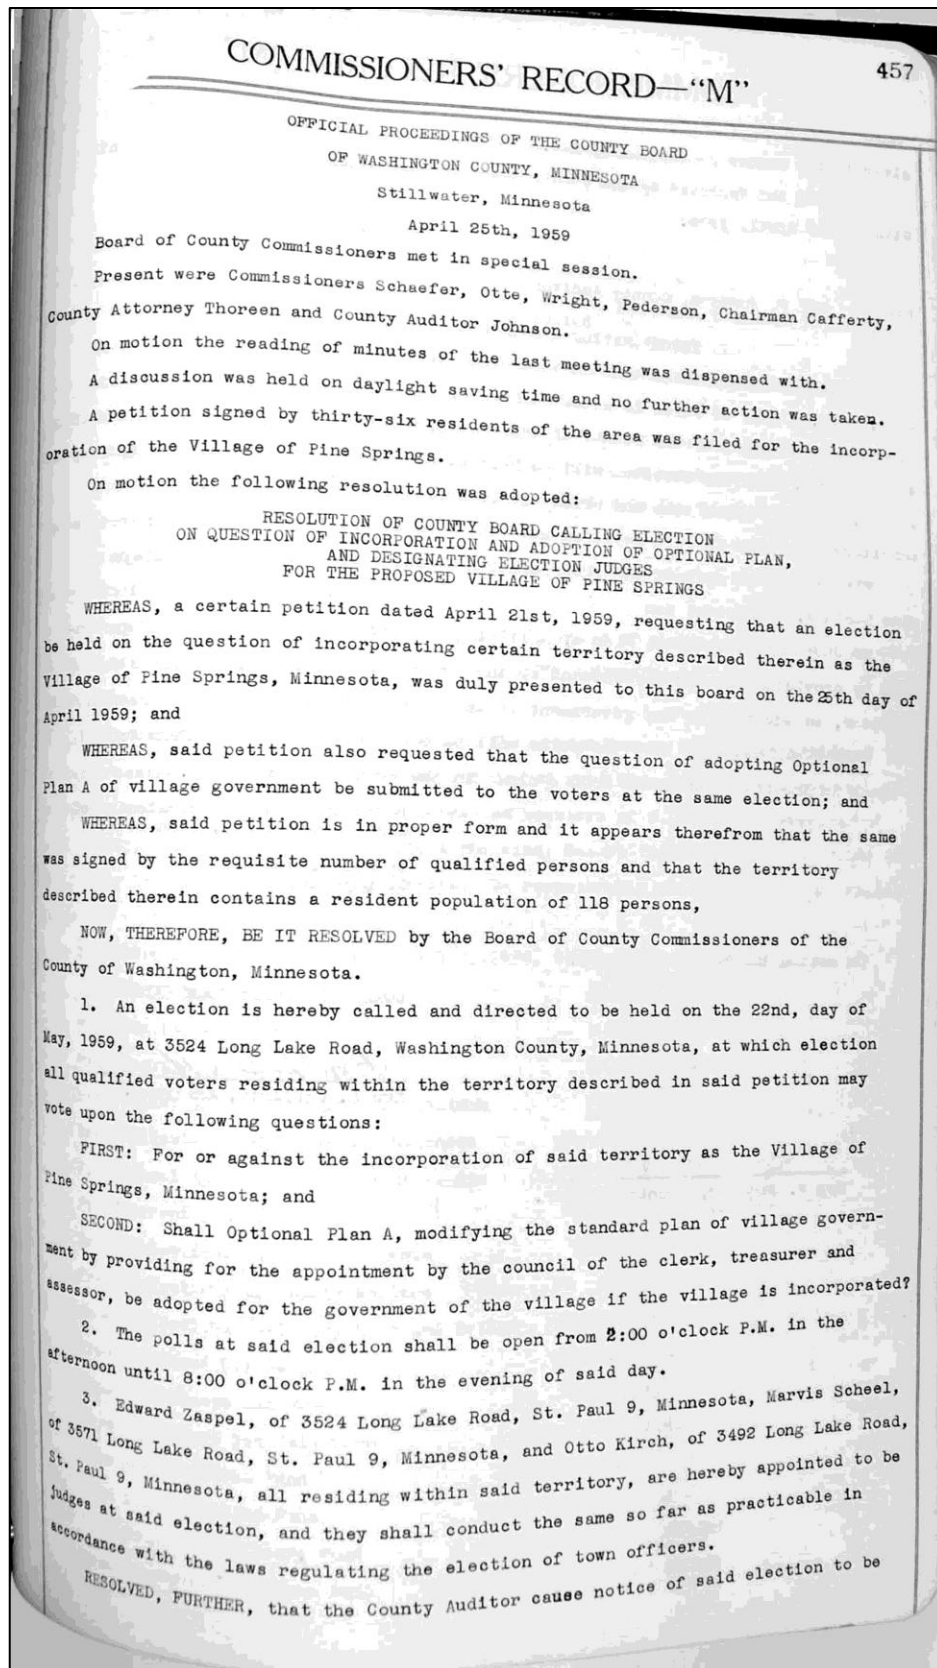 COMMISSIONERS' RECORD—"M"
457
OFFICIAL PROCEEDINGS OF THE COUNTY BOARD
OF WASHINGTON COUNTY, MINNESOTA
Stillwater, Minnesota
April 25th, 1959
Board of County Commissioners met in special session.
Present were Commissioners Schaefer, Otte, Wright, Pederson, Chairman Cafferty,
County Attorney Thoreen and County Auditor Johnson.
On motion the reading of minutes of the last meeting was dispensed with.
A discussion was held on daylight saving time and no further action was taken.
A petition signed by thirty-six residents of the area was filed for the incorp-
oration of the Village of Pine Springs.
On motion the following resolution was adopted:
RESOLUTION OF COUNTY BOARD CALLING ELECTION
ON QUESTION OF INCORPORATION AND ADOPTION OF OPTIONAL PLAN,
AND DESIGNATING ELECTION JUDGES
FOR THE PROPOSED VILLAGE OF PINE SPRINGS
WHEREAS, a certain petition dated April 21st, 1959, requesting that an election
be held on the question of incorporating certain territory described therein as the
Village of Pine Springs, Minnesota, was duly presented to this board on the 25th day of
April 1959; and
WHEREAS, said petition also requested that the question of adopting Optional
Plan A of village government be submitted to the voters at the same election; and
WHEREAS, said petition is in proper form and it appears therefrom that the same
was signed by the requisite number of qualified persons and that the territory
described therein contains a resident population of 118 persons,
NOW, THEREFORE, BE IT RESOLVED by the Board of County Commissioners of the
County of Washington, Minnesota.
1. An election is hereby called and directed to be held on the 22nd, day of
May, 1959, at 3524 Long Lake Road, Washington County, Minnesota, at which election
all qualified voters residing within the territory described in said petition may
vote upon the following questions:
FIRST: For or against the incorporation of said territory as the Village of
Pine Springs, Minnesota; and
SECOND: Shall Optional Plan A, modifying the standard plan of village govern-
ment by providing for the appointment by the council of the clerk, treasurer and
assessor, be adopted for the government of the village if the village is incorporated?
2. The polls at said election shall be open from 2:00 o'clock P.M. in the
afternoon until 8:00 o'clock P.M. in the evening of said day.
3. Edward Zaspel, of 3524 Long Lake Road, St. Paul 9, Minnesota, Marvis Scheel,
of 3571 Long Lake Road, St. Paul 9, Minnesota, and Otto Kirch, of 3492 Long Lake Road,
St. Paul 9, Minnesota, all residing within said territory, are hereby appointed to be
judges at said election, and they shall conduct the same so far as practicable in
accordance with the laws regulating the election of town officers.
RESOLVED, FURTHER, that the County Auditor cause notice of said election to be